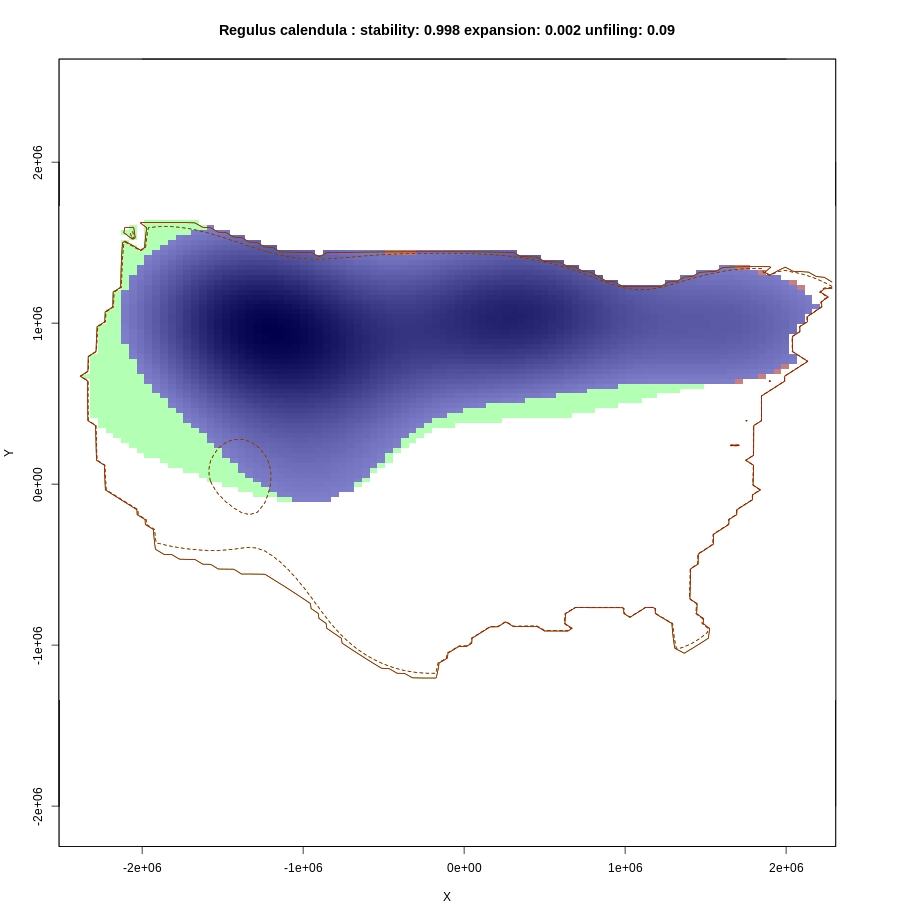 Regulus calendula : stability: 0.998 expansion: 0.002 unfiling: 0.09
2e+06
1e+06
0e+00
-1e+06
-2e+06
Y
-2e+06 -1e+06 0e+00 1e+06 2e+06
X